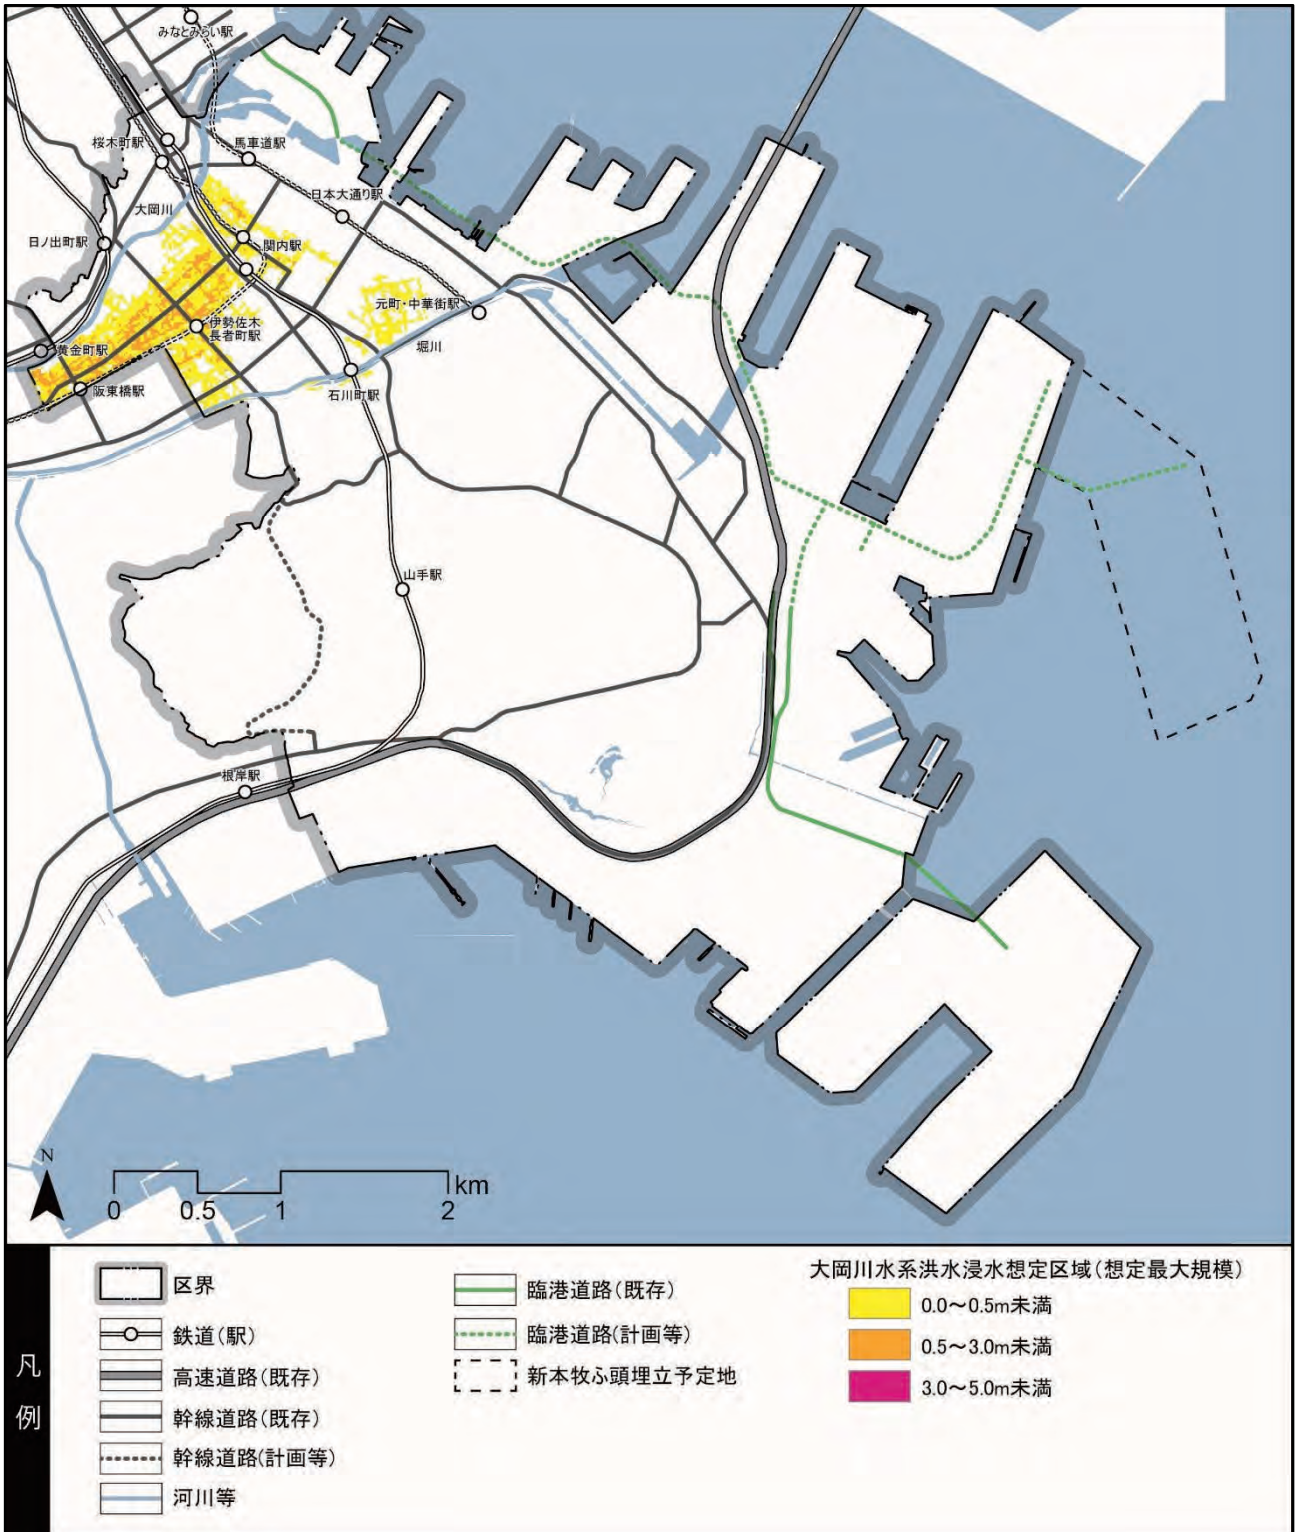 みなとみらい駅
桜木町駅
馬車道駅
大岡川
日本大通り駅
日ノ出町駅
関内駅
元町・中華街駅
伊勢佐木
長者町駅
黄金町駅
堀川
阪東橋駅
石川町駅
山手駅
根岸駅
N
0
0.5
1
2
km
凡
例
区界
鉄道(駅)
高速道路(既存)
幹線道路(既存)
幹線道路(計画等)
河川等
臨港道路(既存)
臨港道路(計画等)
新本牧ふ頭埋立予定地
大岡川水系洪水浸水想定区域(想定最大規模)
0.0～0.5m未満
0.5～3.0m未満
3.0～5.0m未満